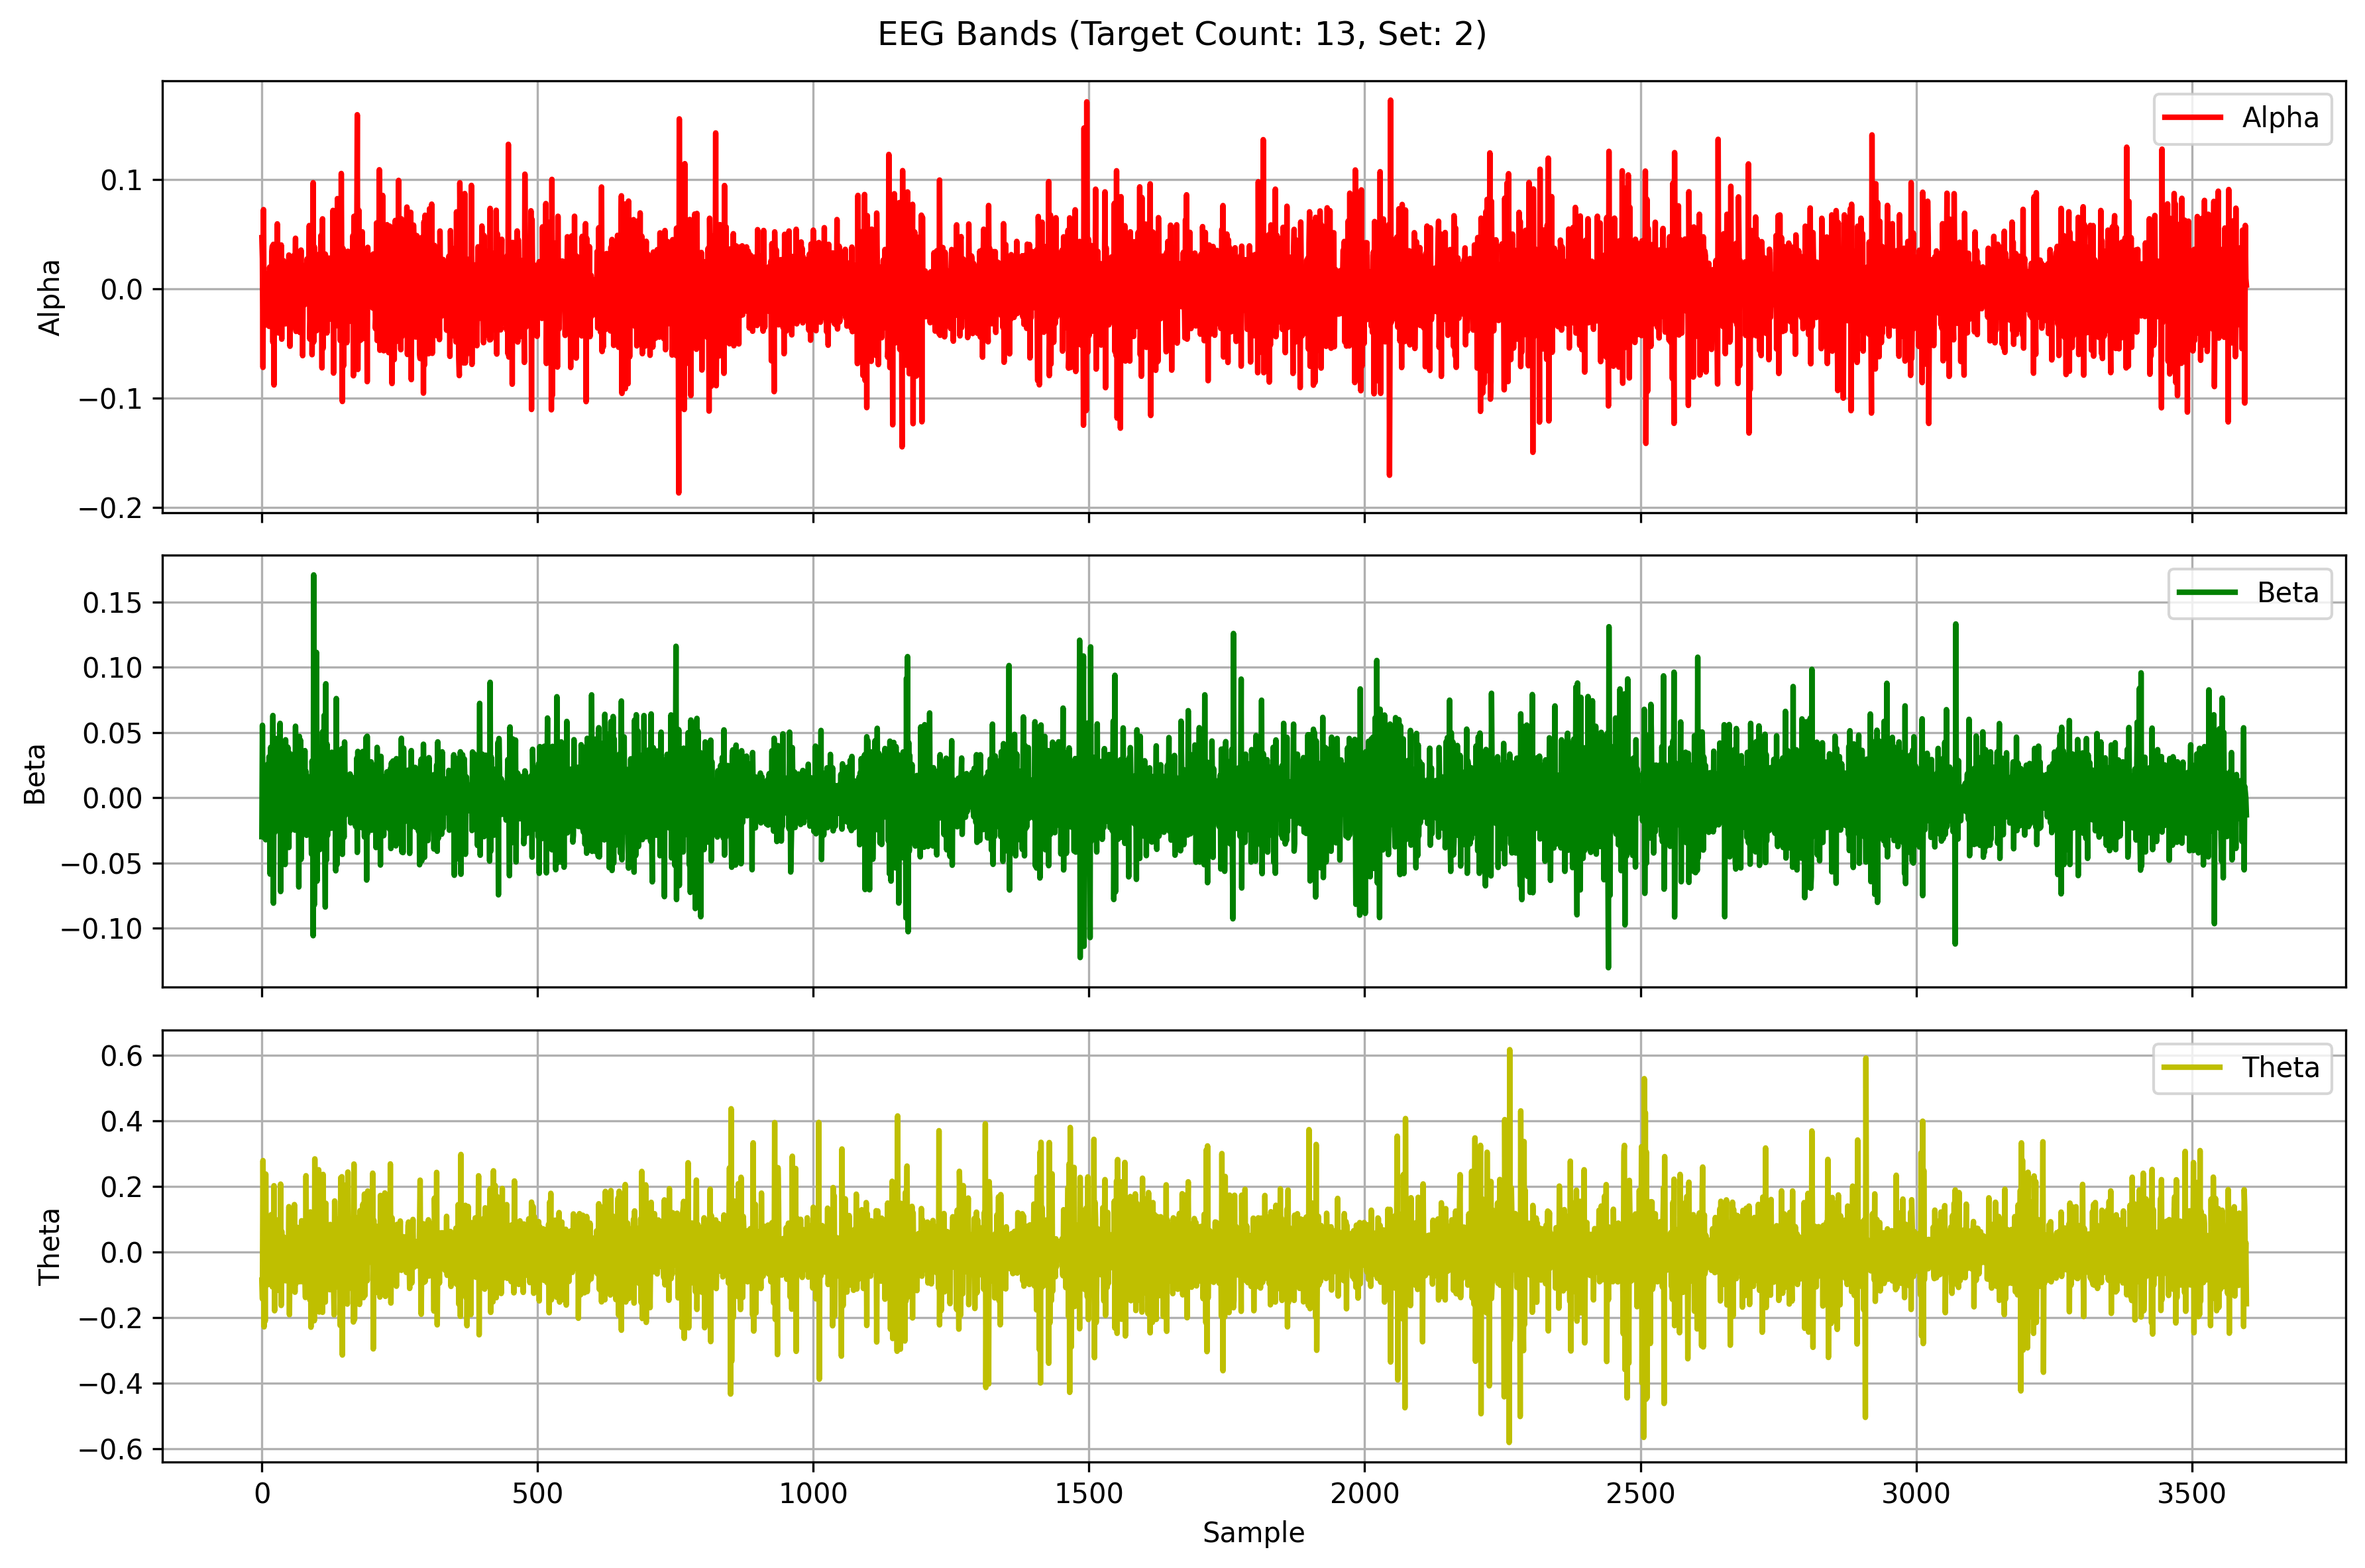 EEG Bands (Target Count: 13, Set: 2)
Alpha
0.1
0.0
−0.1
−0.2
Alpha
Beta
0.15
0.10
0.05
0.00
−0.05
−0.10
Beta
Theta
0.6
0.4
0.2
0.0
−0.2
−0.4
−0.6
Theta
0 500 1000 1500 2000 2500 3000 3500
Sample